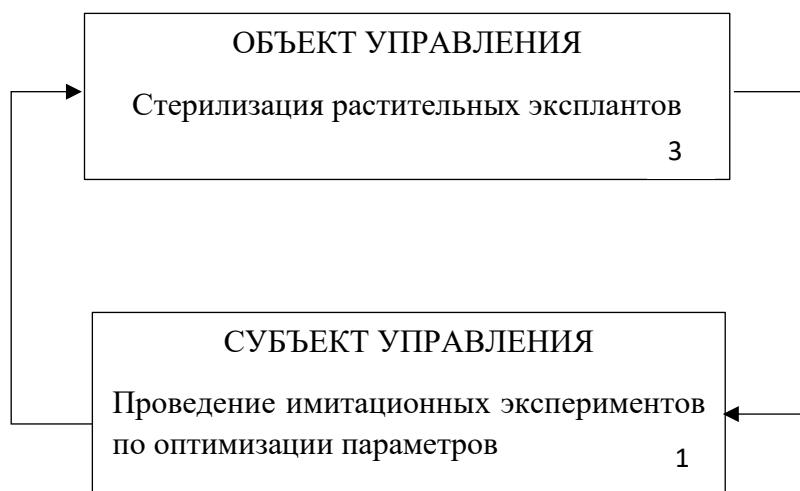 ОБЪЕКТ УПРАВЛЕНИЯ
Стерилизация растительных эксплантов
3
СУБЪЕКТ УПРАВЛЕНИЯ
Проведение имитационных экспериментов
по оптимизации параметров
1